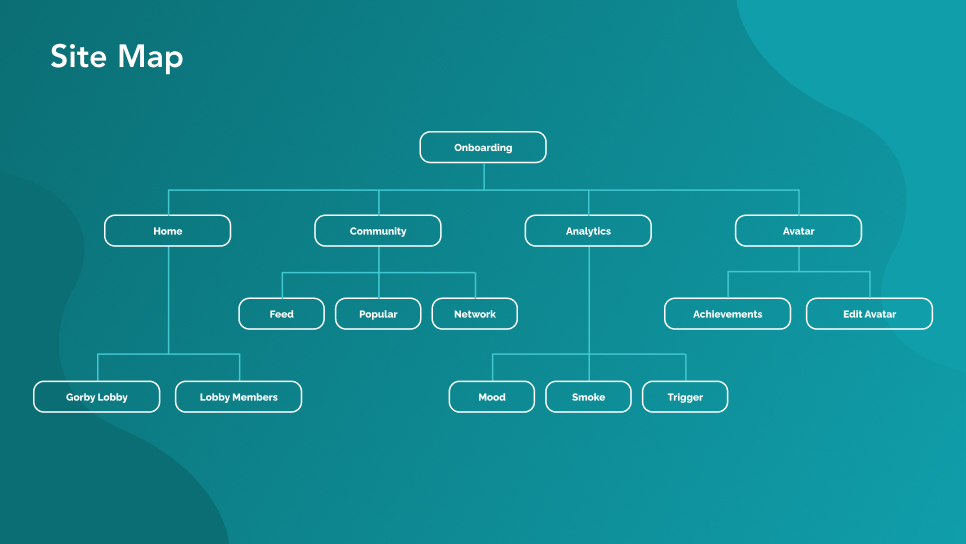 Site Map
Onboarding
Home
Community
Analytics
Avatar
Feed
Popular
Network
Achievements
Edit Avatar
Gorby Lobby
Lobby Members
Mood
Smoke
Trigger